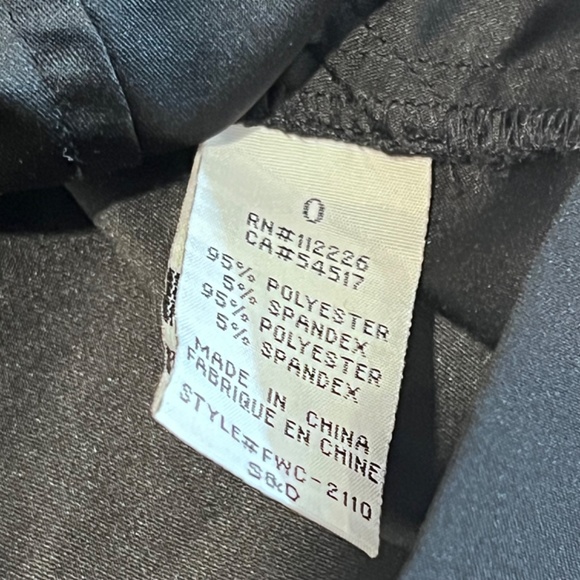 0
RN#112226
CA#54517
95% POLYESTER
5% SPANDEX
95% POLYESTER
5% SPANDEX
MADE IN CHINA
FABRIQUE EN CHINE
STYLE#FWC-2110
S&D